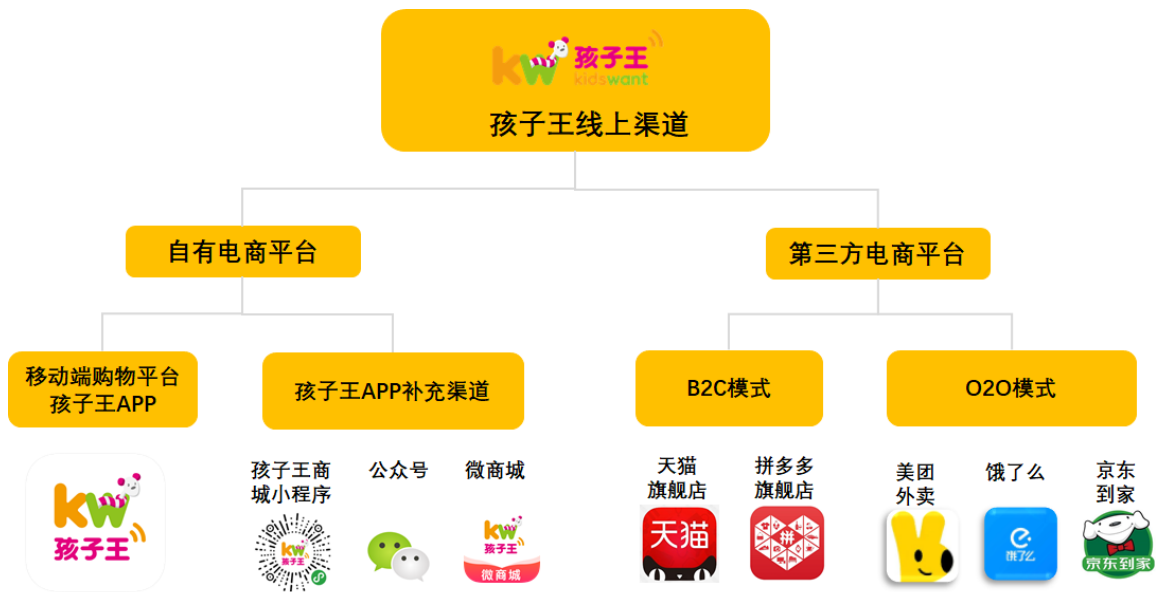 kw 孩子王
kidswant
孩子王线上渠道
自有电商平台
第三方电商平台
移动端购物平台
孩子王APP
孩子王APP补充渠道
B2C模式
O2O模式
孩子王商
城小程序
公众号
微商城
天猫
旗舰店
拼多多
旗舰店
美团
外卖
饿了么
京东
到家
kw
孩子王
kw
孩子王
kw
孩子王
微商城
天猫
拼
饿了么
京东到家